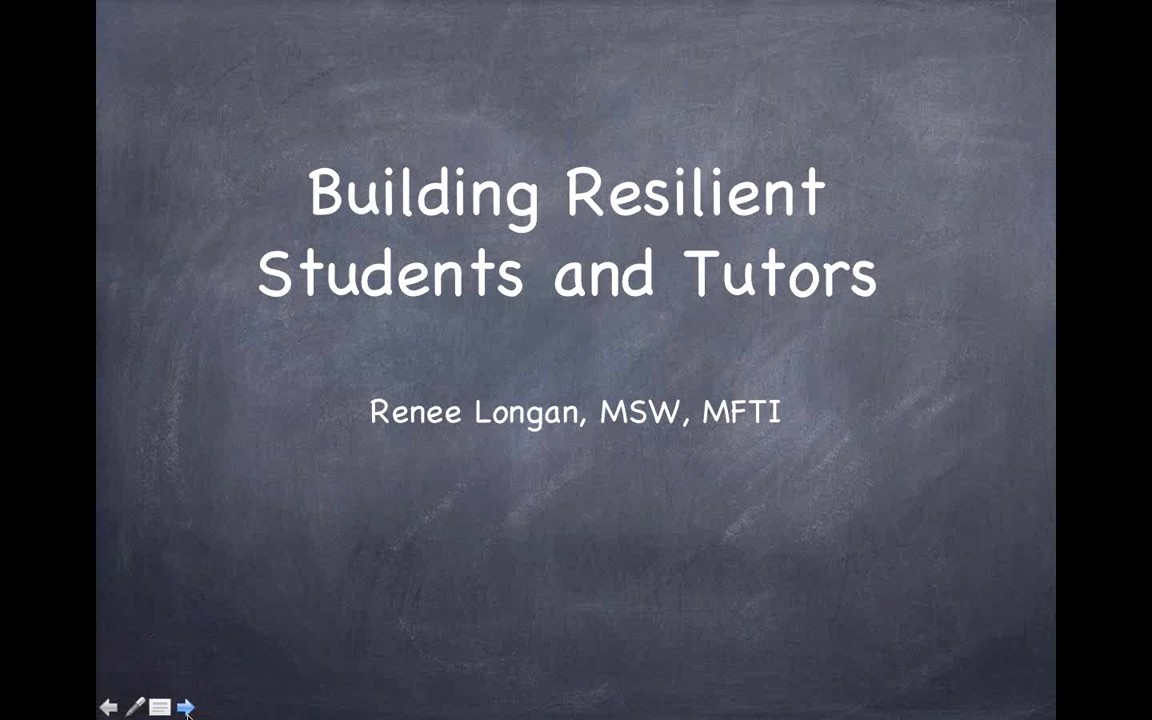 Building Resilient
Students and Tutors
Renee Longan, MSW, MFTI